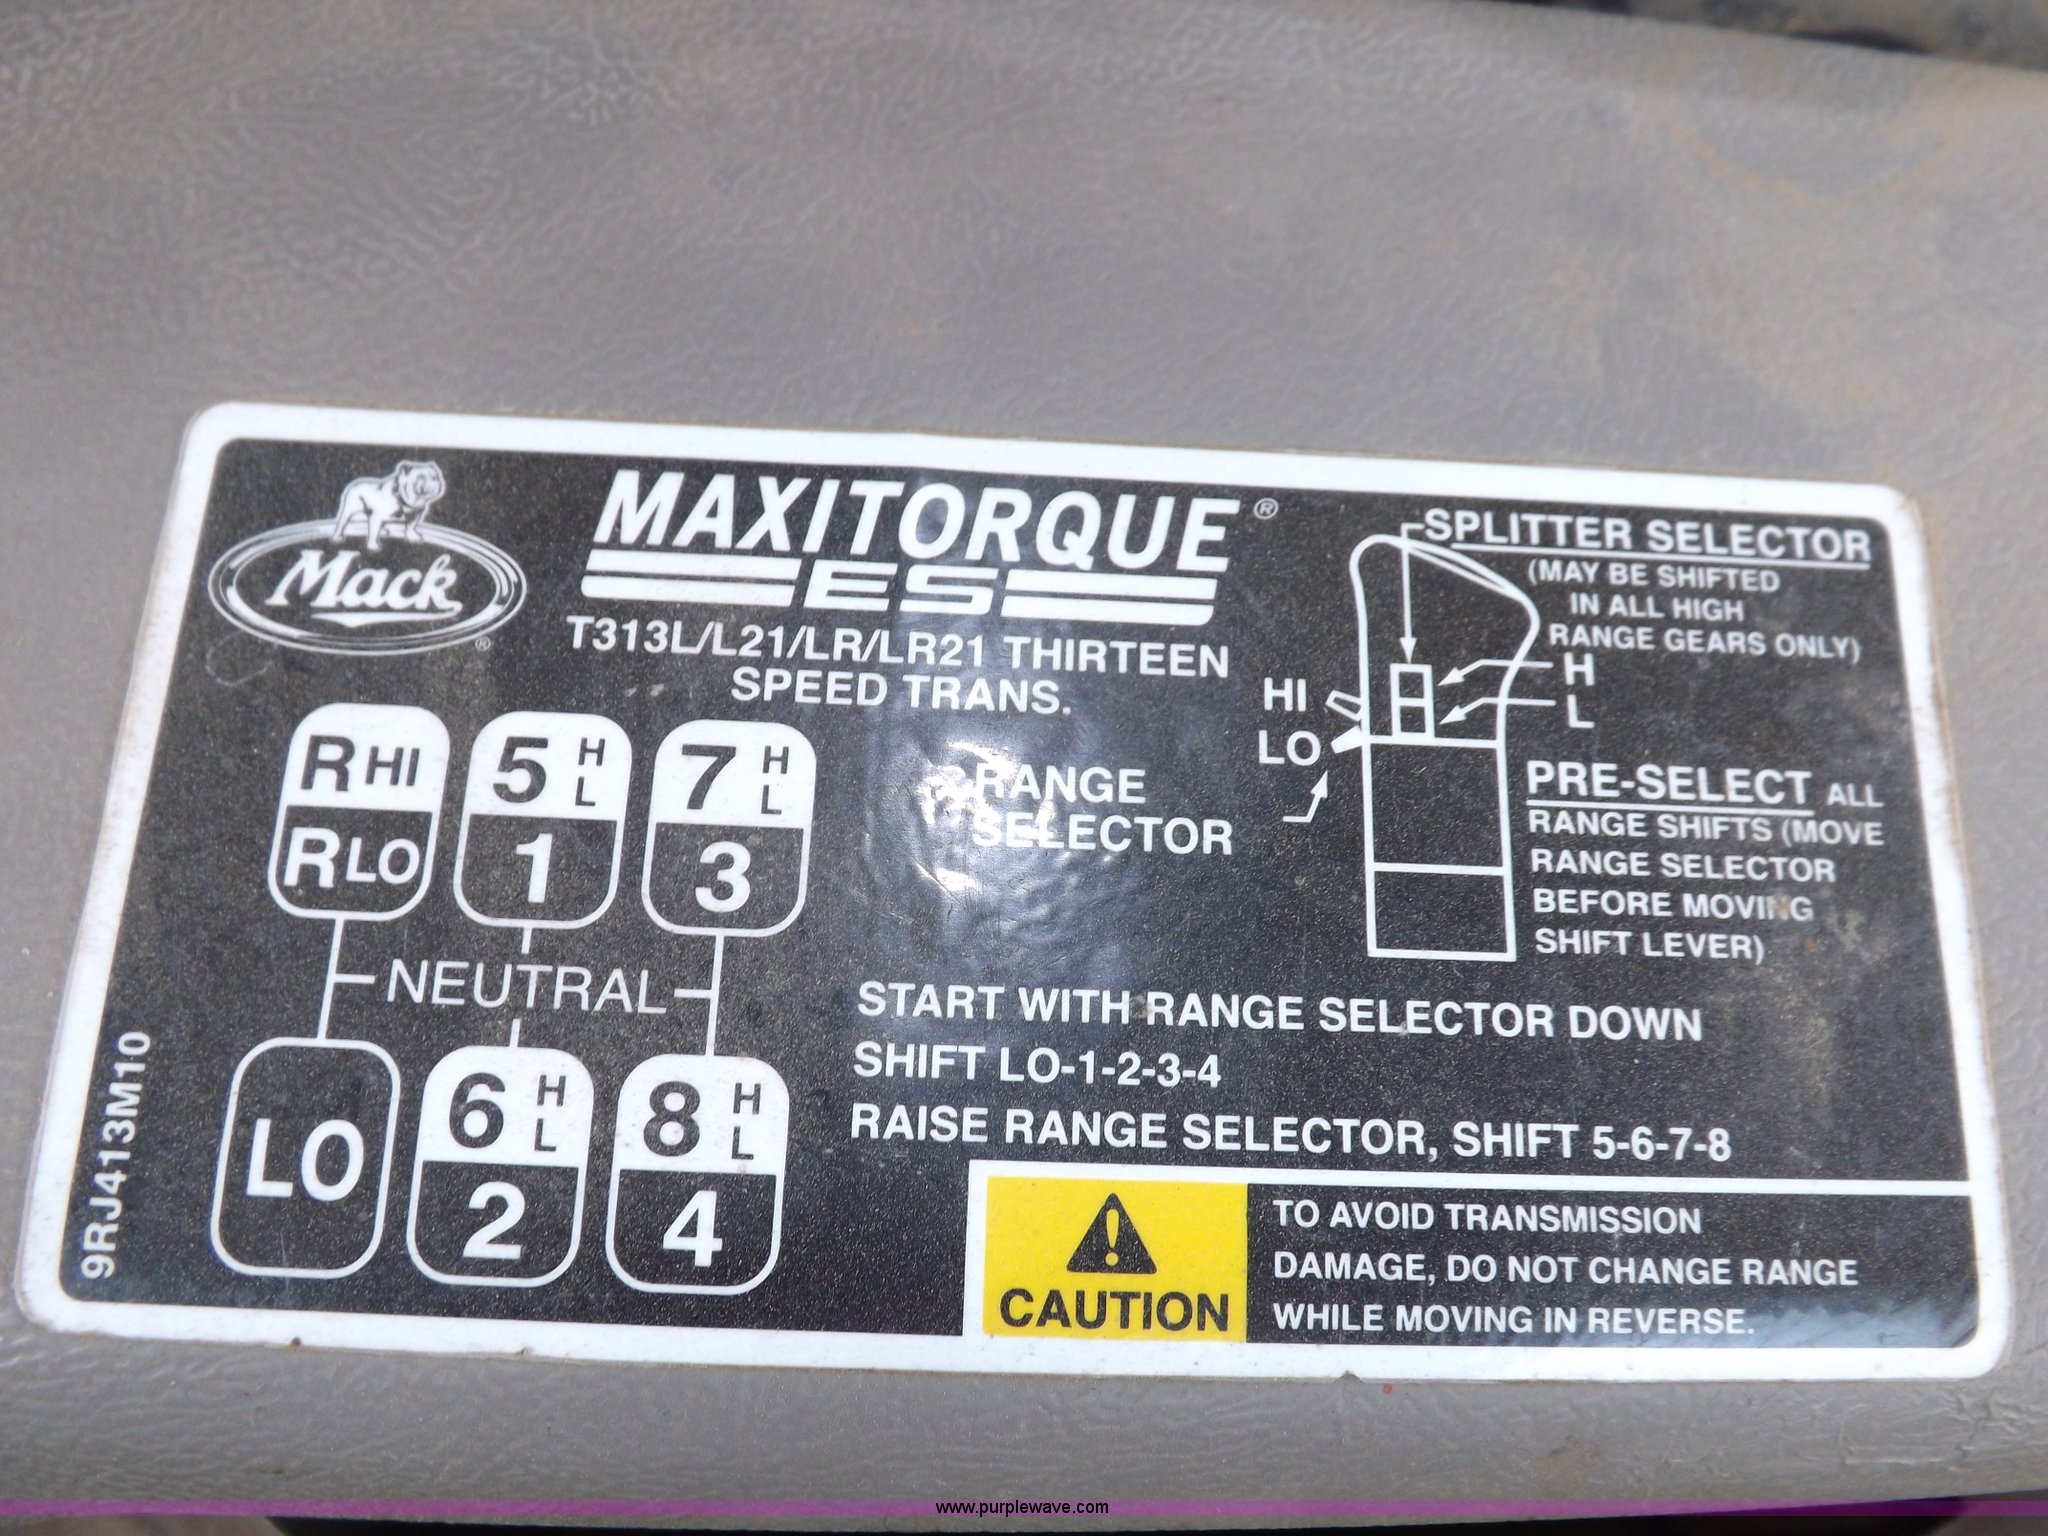 Mack ®
MAXITORQUE ®
ES
T313L/L21/LR/LR21 THIRTEEN
SPEED TRANS.
R HI
R LO
5 H L
1
7 H L
3
NEUTRAL
LO
6 H L
2
8 H L
4
9RJ413M10
SPLITTER SELECTOR
(MAY BE SHIFTED
IN ALL HIGH
RANGE GEARS ONLY)
H
L
HI
LO
RANGE
SELECTOR
PRE-SELECT ALL
RANGE SHIFTS (MOVE
RANGE SELECTOR
BEFORE MOVING
SHIFT LEVER)
START WITH RANGE SELECTOR DOWN
SHIFT LO-1-2-3-4
RAISE RANGE SELECTOR, SHIFT 5-6-7-8
CAUTION
TO AVOID TRANSMISSION
DAMAGE, DO NOT CHANGE RANGE
WHILE MOVING IN REVERSE.
www.purplewave.com